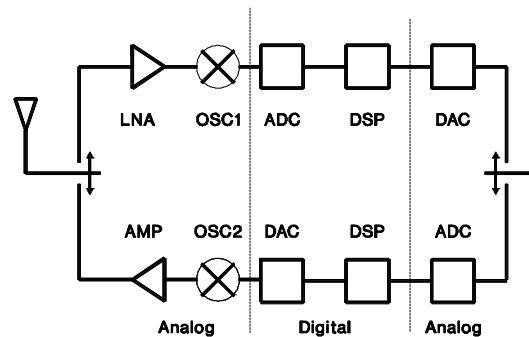 LNA OSC1 ADC DSP DAC
AMP OSC2 DAC DSP ADC
Analog Digital Analog